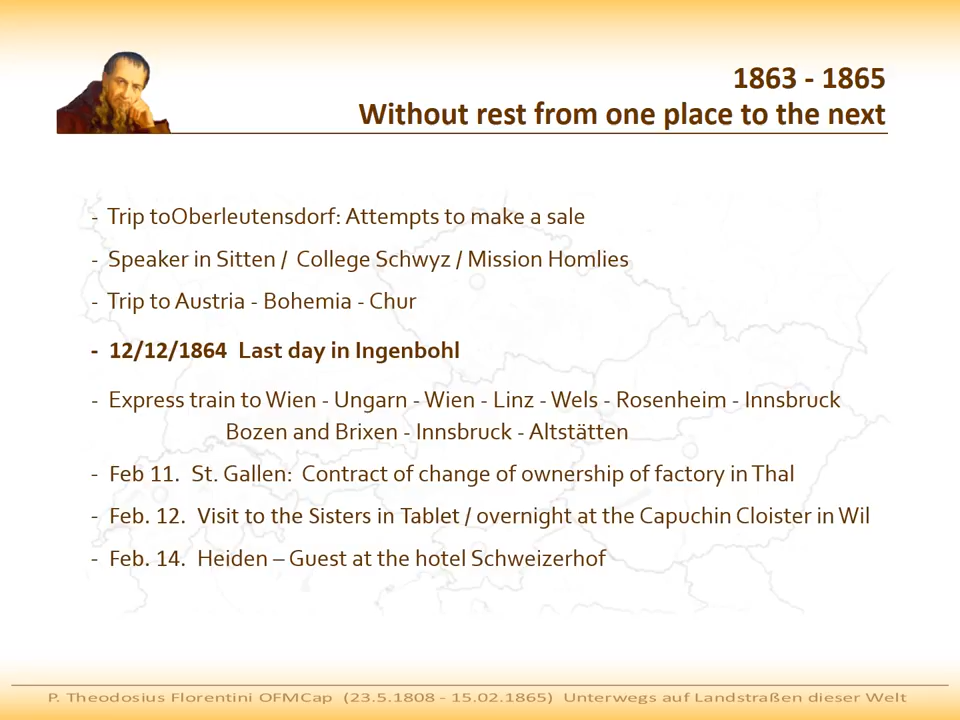 1863 - 1865
Without rest from one place to the next
- Trip toOberleutensdorf: Attempts to make a sale
- Speaker in Sitten / College Schwyz / Mission Homlies
- Trip to Austria - Bohemia - Chur
- 12/12/1864 Last day in Ingenbohl
- Express train to Wien - Ungarn - Wien - Linz - Wels - Rosenheim - Innsbruck
Bozen and Brixen - Innsbruck - Altstätten
- Feb 11. St. Gallen: Contract of change of ownership of factory in Thal
- Feb. 12. Visit to the Sisters in Tablet / overnight at the Capuchin Cloister in Wil
- Feb. 14. Heiden – Guest at the hotel Schweizerhof
P. Theodosius Florentini OFMCap (23.5.1808 - 15.02.1865) Unterwegs auf Landstraßen dieser Welt